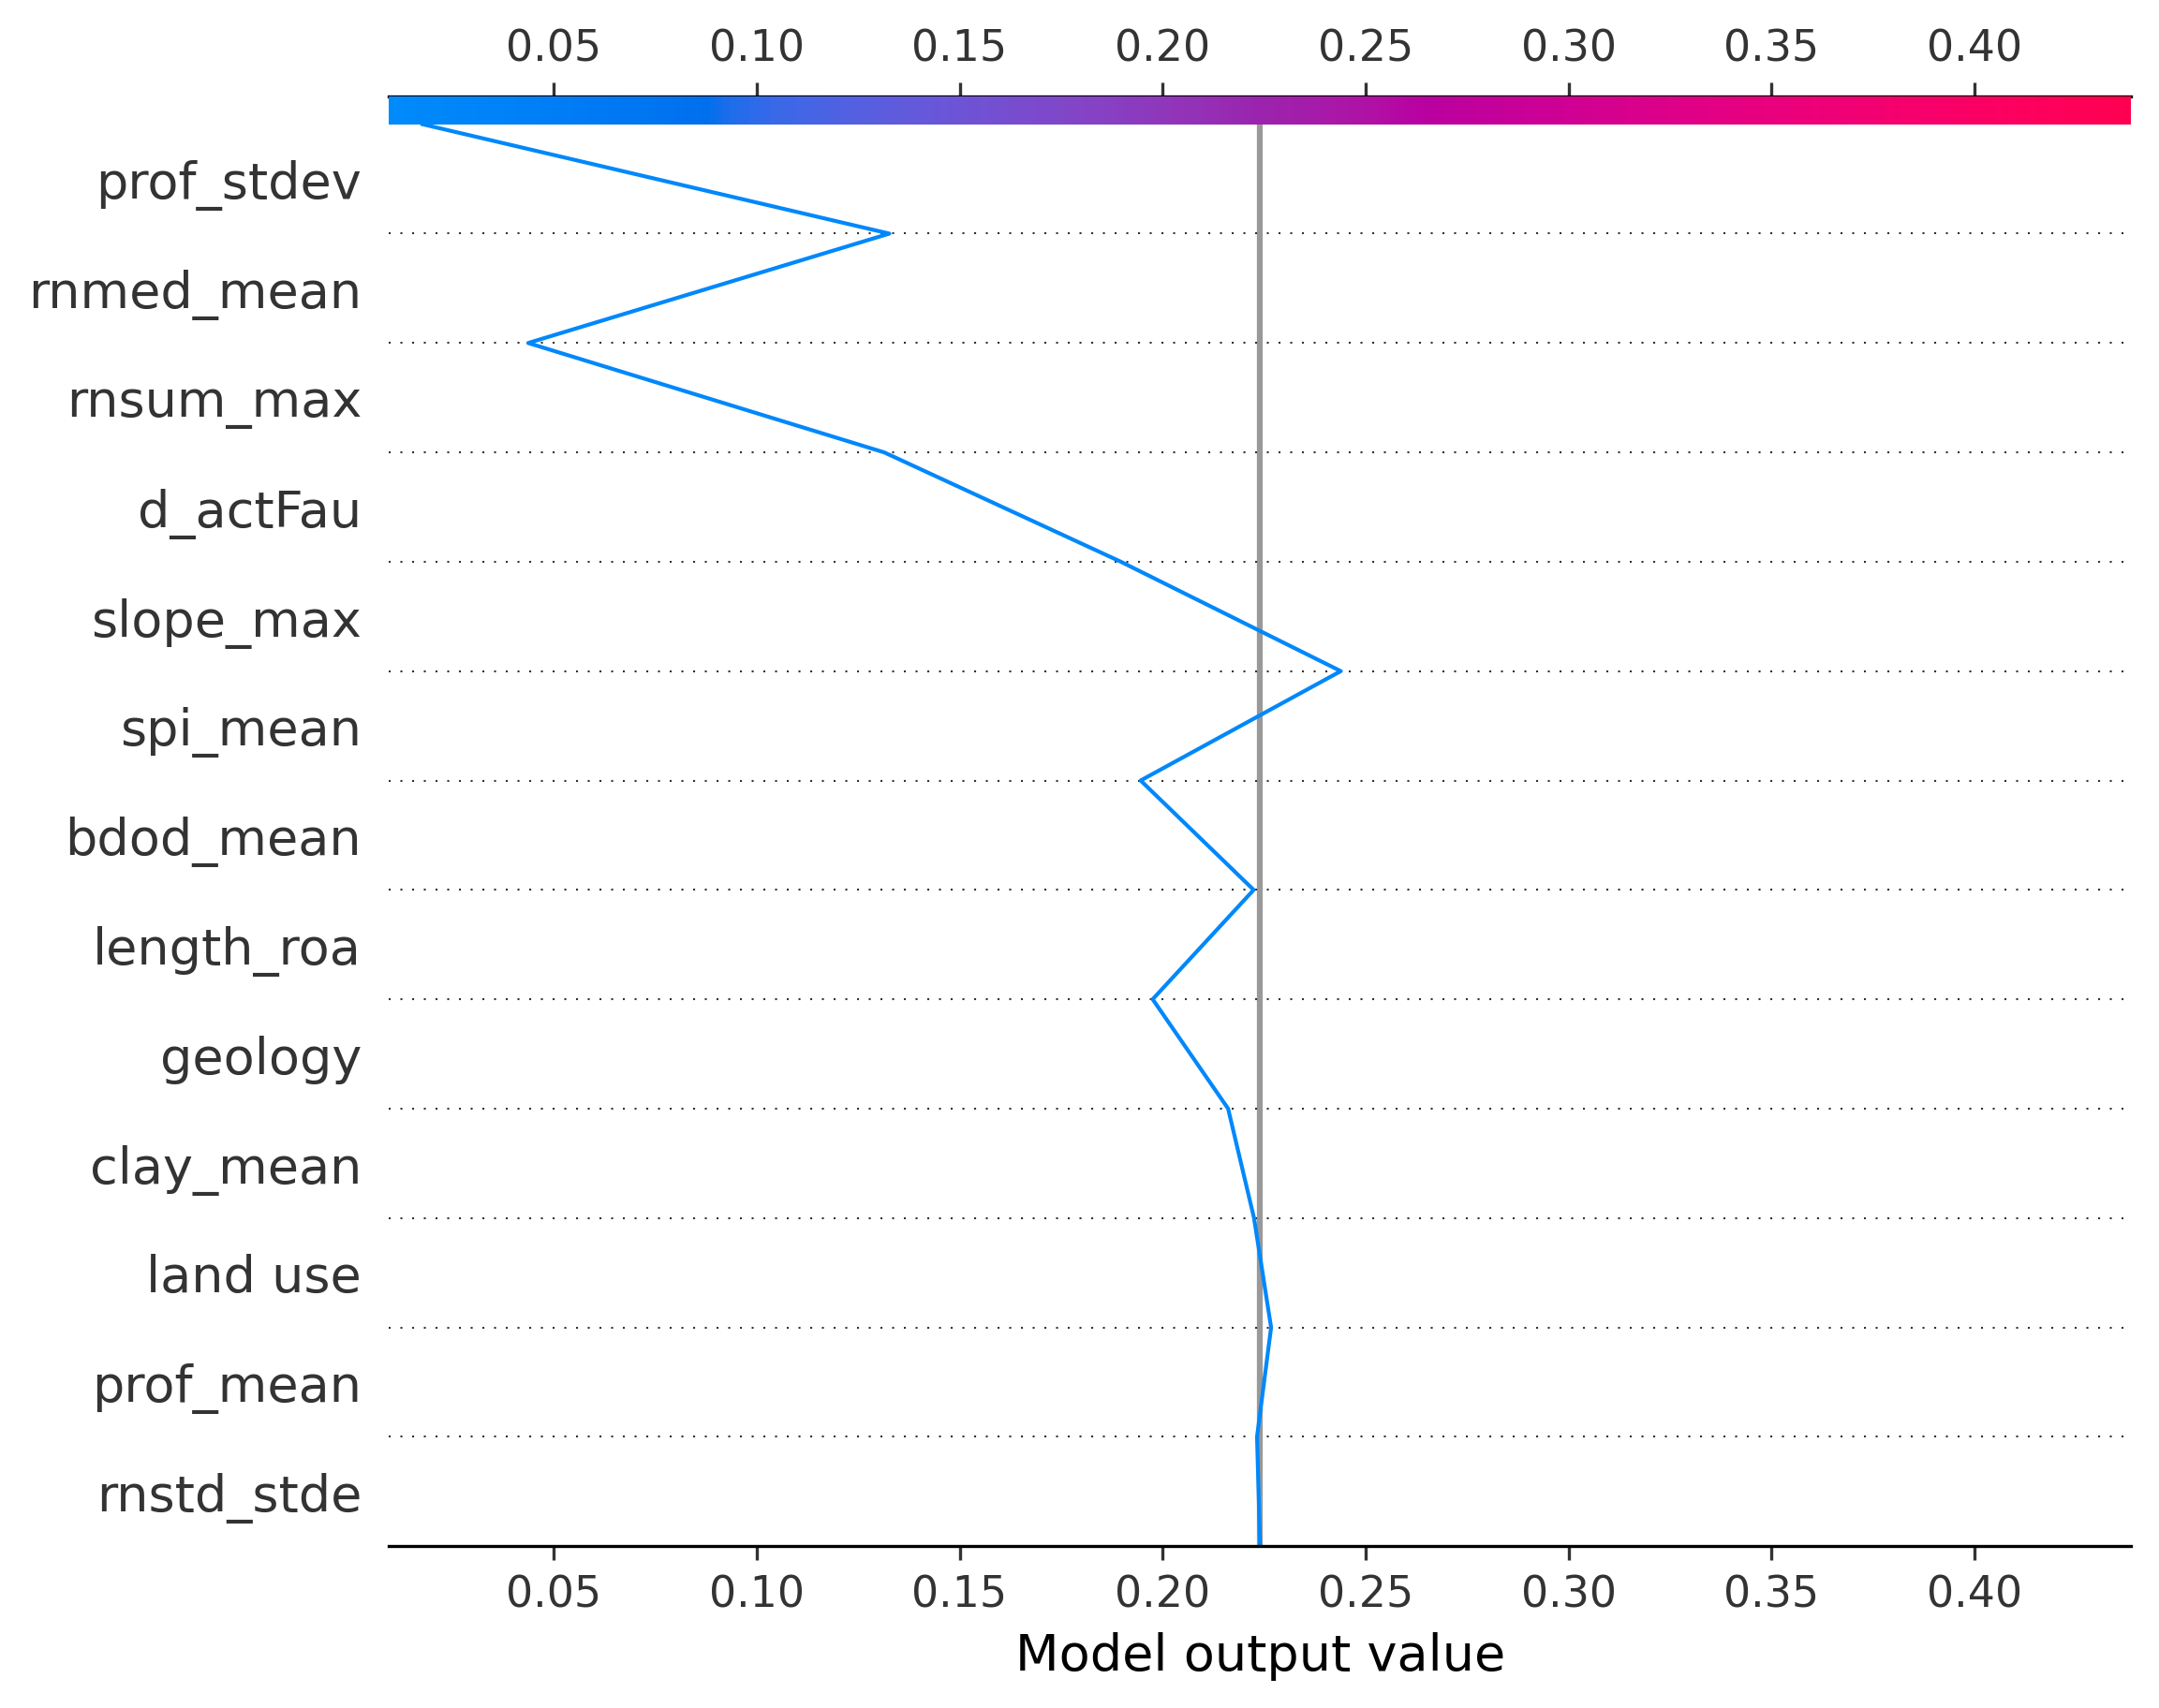 0.05 0.10 0.15 0.20 0.25 0.30 0.35 0.40
prof_stdev
rnmed_mean
rnsum_max
d_actFau
slope_max
spi_mean
bdod_mean
length_roa
geology
clay_mean
land use
prof_mean
rnstd_stde
0.05 0.10 0.15 0.20 0.25 0.30 0.35 0.40
Model output value